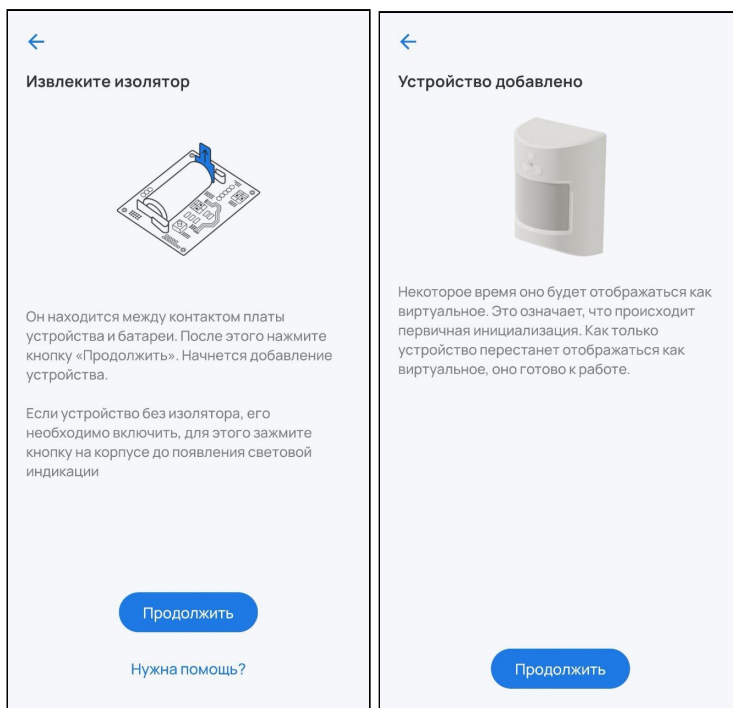 Извлеките изолятор
Он находится между контактом платы
устройства и батареи. После этого нажмите
кнопку «Продолжить». Начнется добавление
устройства.
Если устройство без изолятора, его
необходимо включить, для этого зажмите
кнопку на корпусе до появления световой
индикации
Продолжить
Нужна помощь?
Устройство добавлено
Некоторое время оно будет отображаться как
виртуальное. Это означает, что происходит
первичная инициализация. Как только
устройство перестанет отображаться как
виртуальное, оно готово к работе.
Продолжить